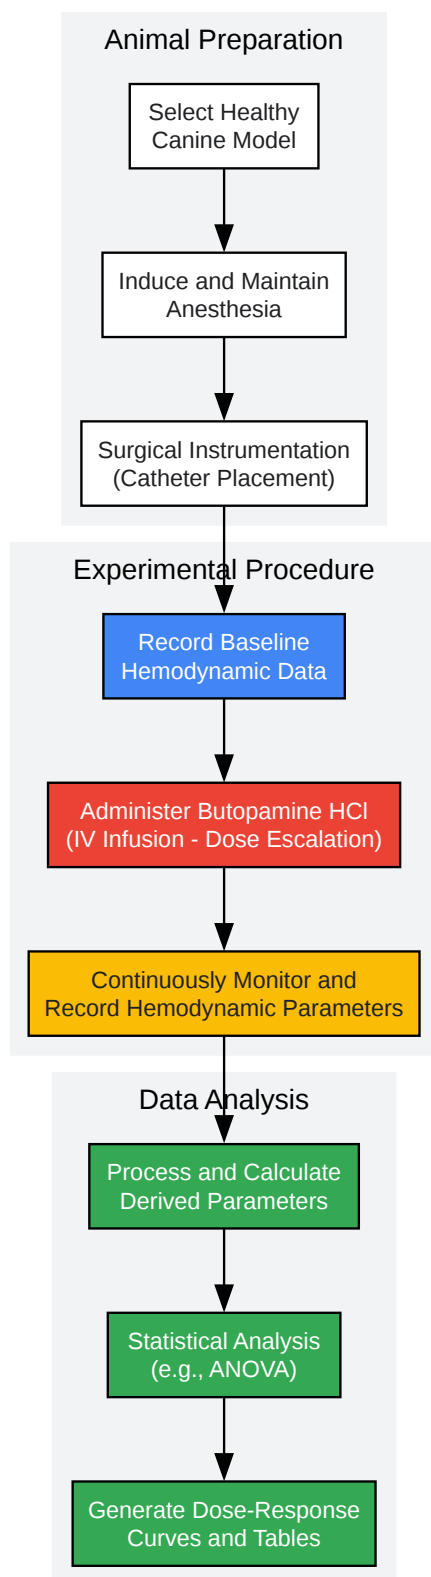 Animal Preparation
Select Healthy
Canine Model
Induce and Maintain
Anesthesia
Surgical Instrumentation
(Catheter Placement)
Experimental Procedure
Record Baseline
Hemodynamic Data
Administer Butopamine HCl
(IV Infusion - Dose Escalation)
Continuously Monitor and
Record Hemodynamic Parameters
Data Analysis
Process and Calculate
Derived Parameters
Statistical Analysis
(e.g., ANOVA)
Generate Dose-Response
Curves and Tables